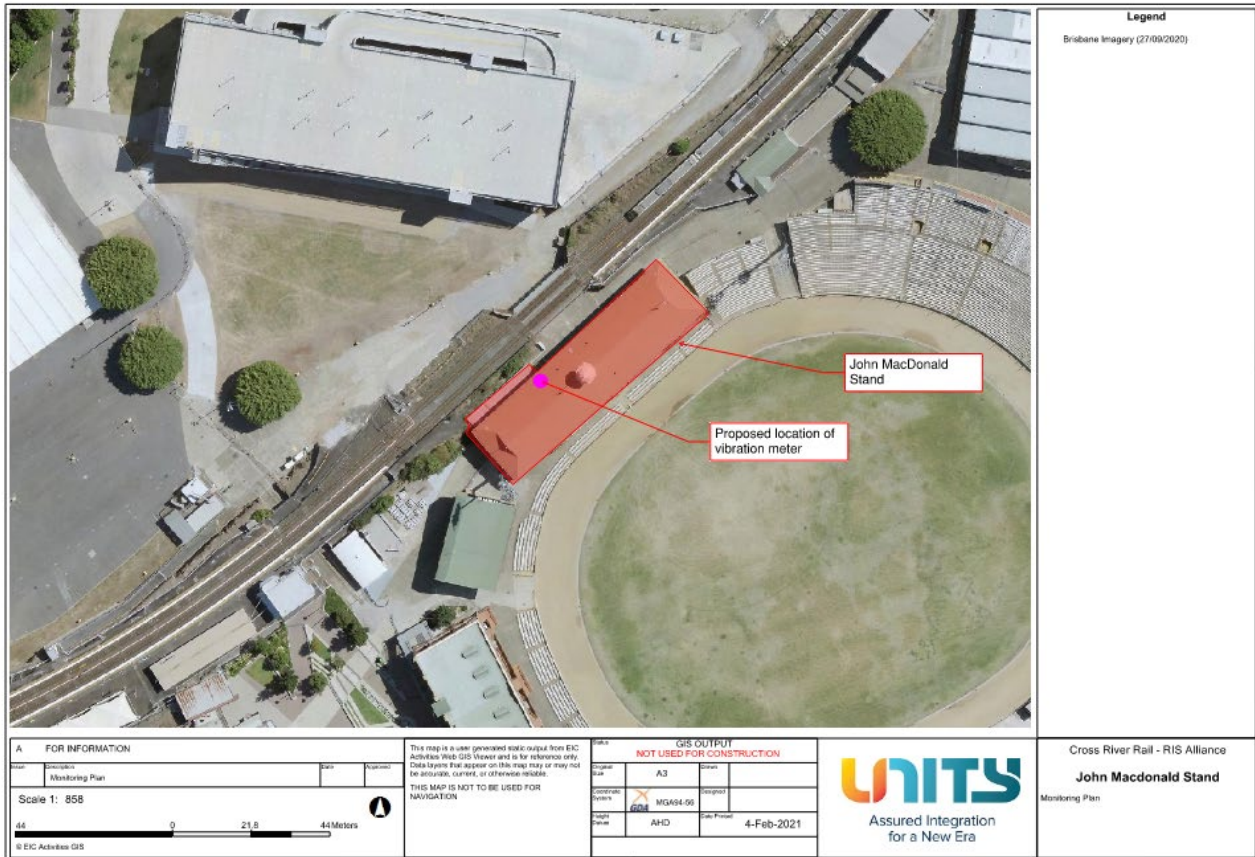 Legend
Brisbane Imagery (27/09/2020)
John MacDonald
Stand
Proposed location of
vibration meter
A FOR INFORMATION
Issue
Description
Date
Approved
Monitoring Plan
Scale 1: 858
44 0 21.8 44 Meters
© EIC Activities GIS
This map is a user generated static output from EIC
Activities Web GIS Viewer and is for reference only.
Data layers that appear on this map may or may not
be accurate, current, or otherwise reliable.
THIS MAP IS NOT TO BE USED FOR
NAVIGATION
Status
GIS OUTPUT
NOT USED FOR CONSTRUCTION
Original
Size
A3
Drawn
Coordinate
System
GDA
MGA94-56
Designed
Height
Datum
AHD
Date Printed
4-Feb-2021
UNITY
Assured Integration
for a New Era
Cross River Rail - RIS Alliance
John Macdonald Stand
Monitoring Plan